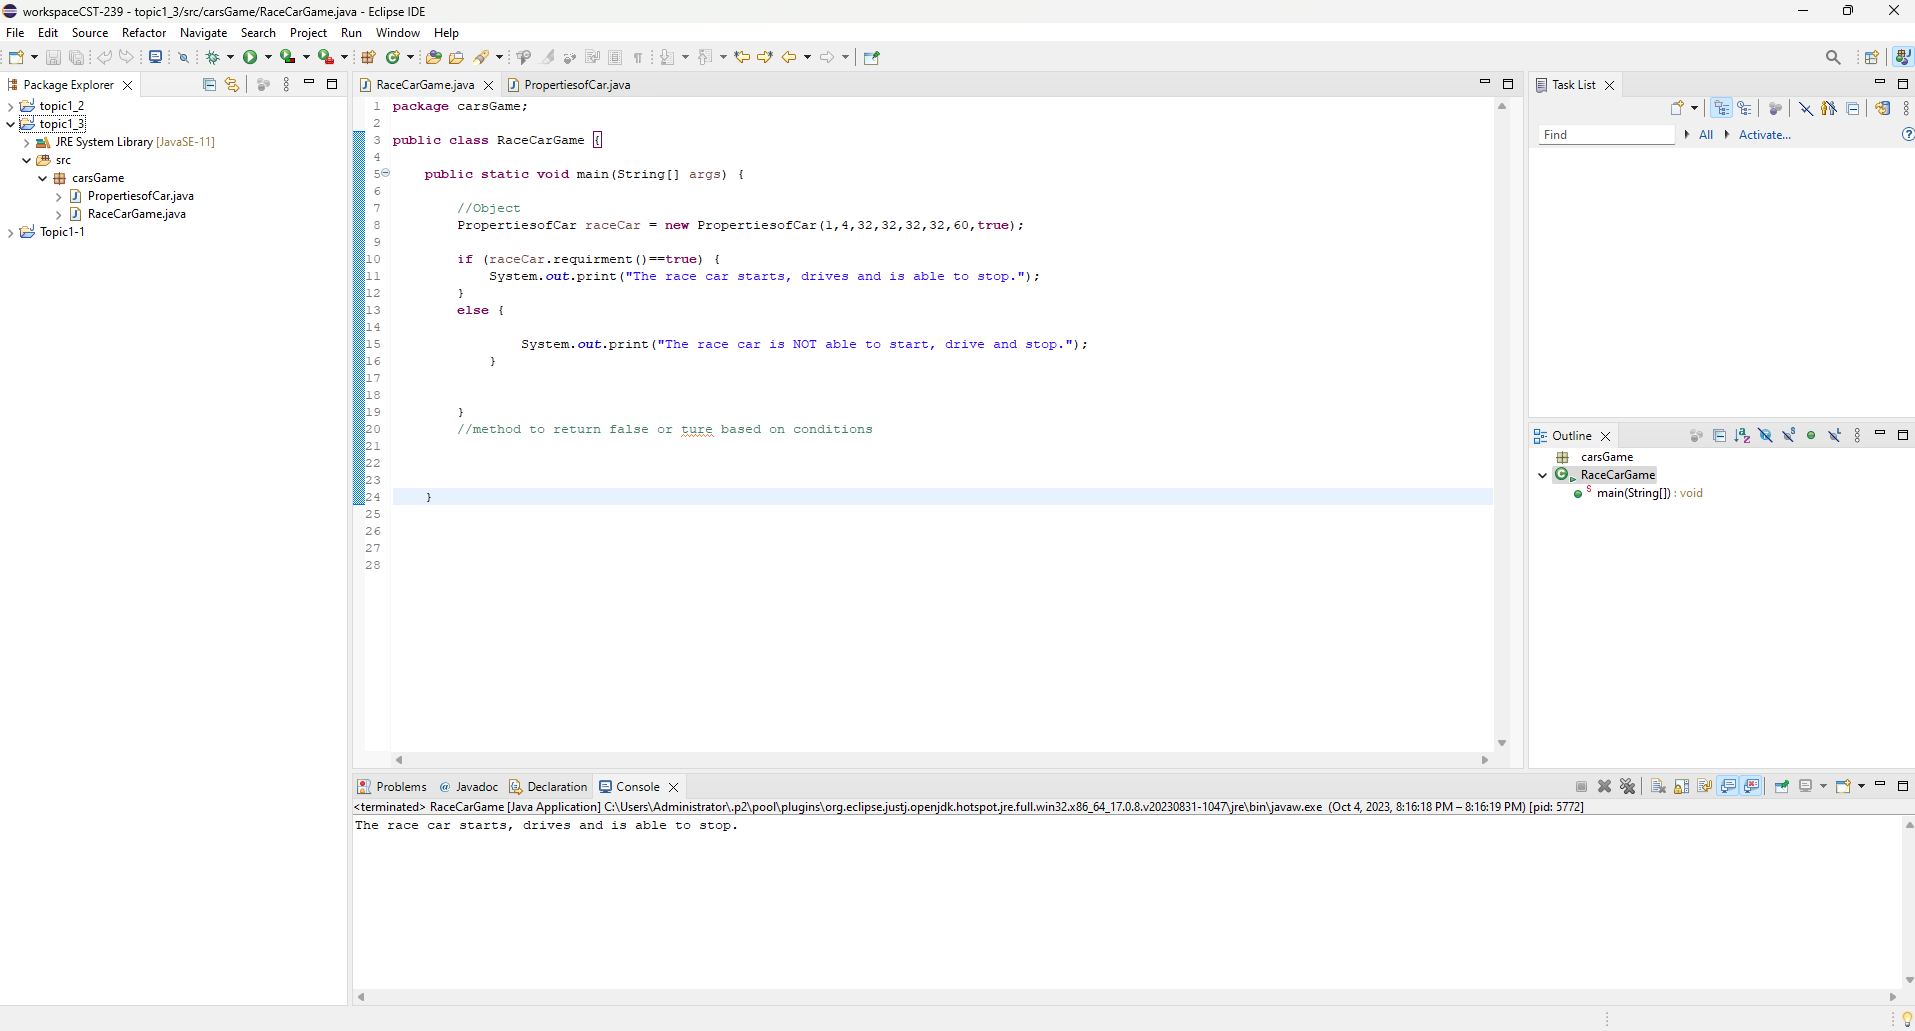 workspaceCST-239 - topic1_3/src/carsGame/RaceCarGame.java - Eclipse IDE
File Edit Source Refactor Navigate Search Project Run Window Help
Package Explorer
topic1_2
topic1_3
JRE System Library [JavaSE-11]
src
carsGame
PropertiesofCar.java
RaceCarGame.java
Topic1-1
RaceCarGame.java PropertiesofCar.java
1 package carsGame;
2
3 public class RaceCarGame {
4
5 public static void main(String[] args) {
6
7 //Object
8 PropertiesofCar raceCar = new PropertiesofCar(1,4,32,32,32,32,60,true);
9
10 if (raceCar.requirment()==true) {
11 System.out.print("The race car starts, drives and is able to stop.");
12 }
13 else {
14
15 System.out.print("The race car is NOT able to start, drive and stop.");
16 }
17
18
19 }
20 //method to return false or ture based on conditions
21
22
23
24 }
25
26
27
28
Task List
Find All Activate...
Outline
carsGame
RaceCarGame
main(String[]) : void
Problems Javadoc Declaration Console
<terminated> RaceCarGame [Java Application] C:\Users\Administrator\.p2\pool\plugins\org.eclipse.justj.openjdk.hotspot.jre.full.win32.x86_64_17.0.8.v20230831-1047\jre\bin\javaw.exe (Oct 4, 2023, 8:16:18 PM – 8:16:19 PM) [pid: 5772]
The race car starts, drives and is able to stop.